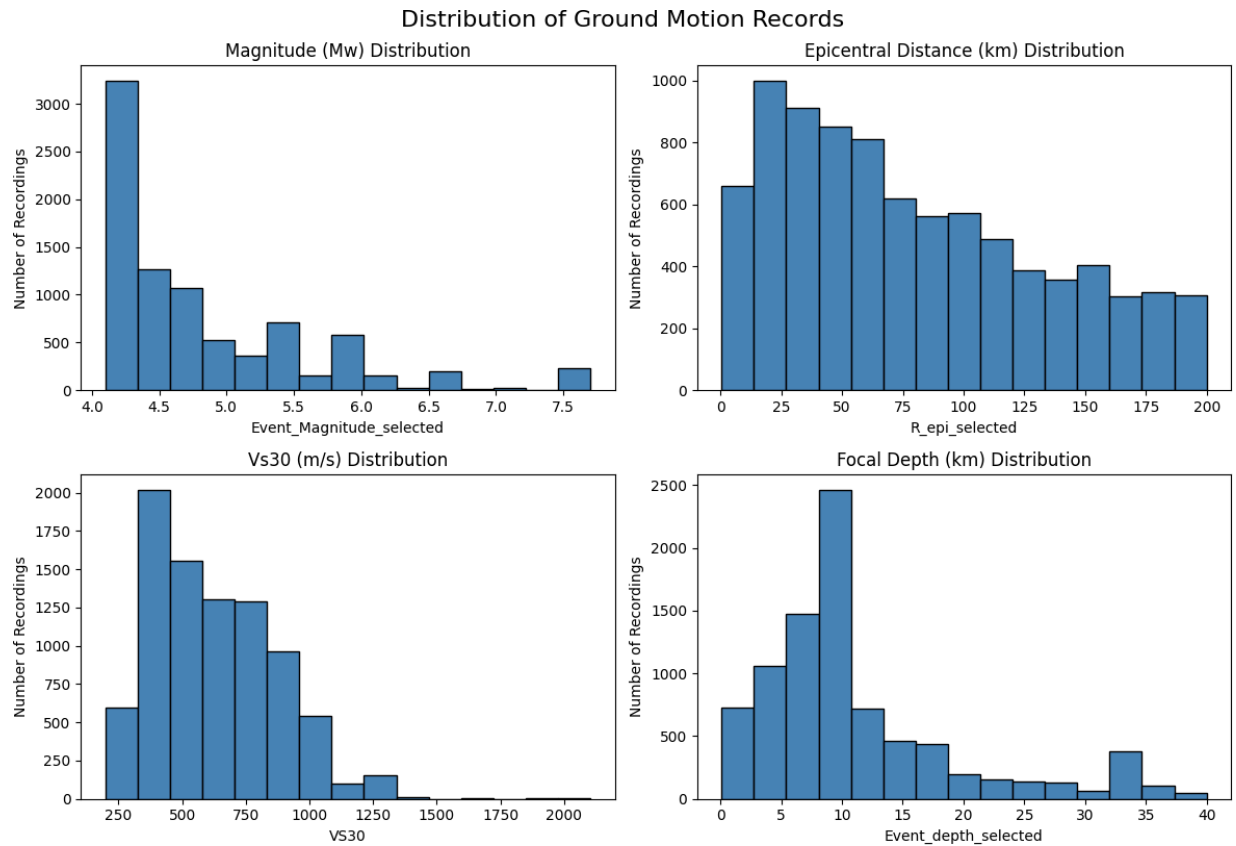 Distribution of Ground Motion Records
Magnitude (Mw) Distribution
Number of Recordings
3000
2500
2000
1500
1000
500
0
4.0 4.5 5.0 5.5 6.0 6.5 7.0 7.5
Event_Magnitude_selected
Epicentral Distance (km) Distribution
Number of Recordings
1000
800
600
400
200
0
0 25 50 75 100 125 150 175 200
R_epi_selected
Vs30 (m/s) Distribution
Number of Recordings
2000
1750
1500
1250
1000
750
500
250
0
250 500 750 1000 1250 1500 1750 2000
VS30
Focal Depth (km) Distribution
Number of Recordings
2500
2000
1500
1000
500
0
0 5 10 15 20 25 30 35 40
Event_depth_selected